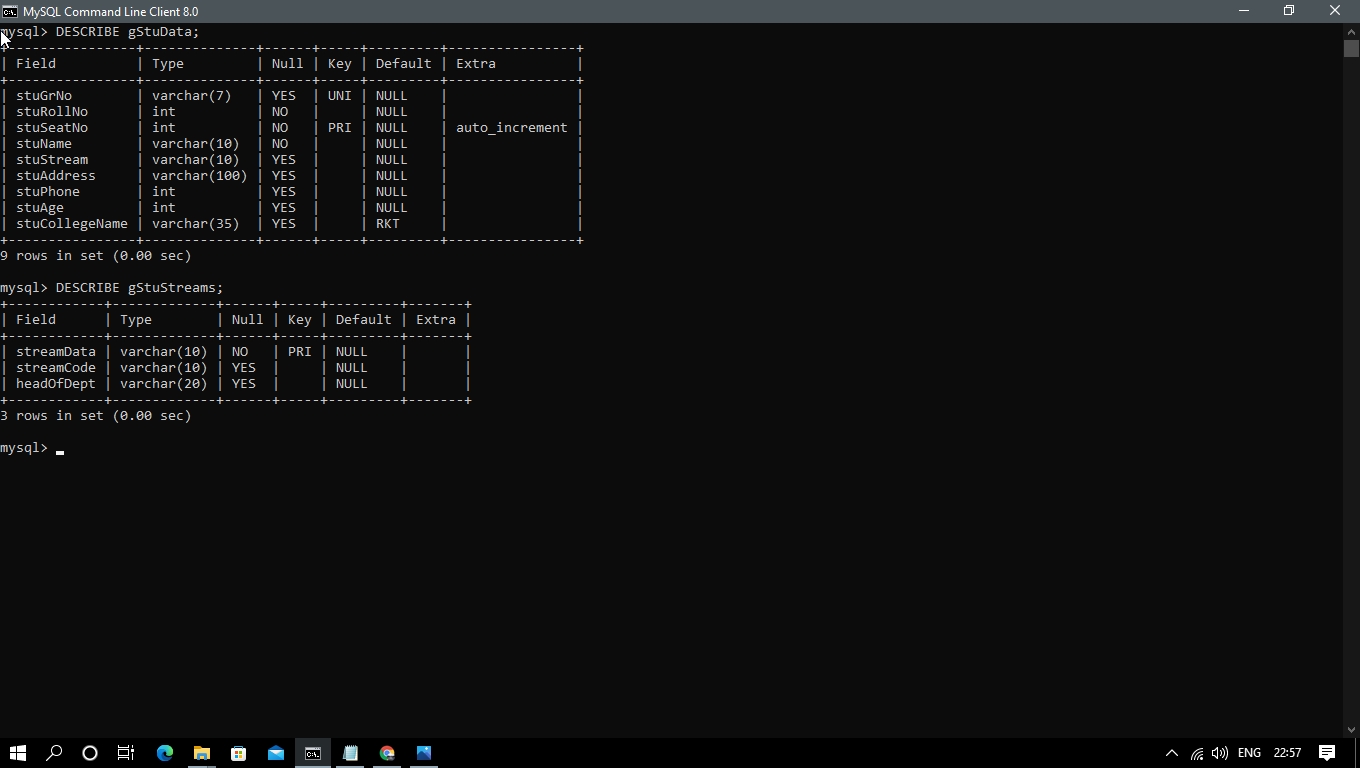 MySQL Command Line Client 8.0
mysql> DESCRIBE gStuData;
+----------------+--------------+------+-----+---------+----------------+
| Field          | Type         | Null | Key | Default | Extra          |
+----------------+--------------+------+-----+---------+----------------+
| stuGrNo        | varchar(7)   | YES  | UNI | NULL    |                |
| stuRollNo      | int          | NO   |     | NULL    |                |
| stuSeatNo      | int          | NO   | PRI | NULL    | auto_increment |
| stuName        | varchar(10)  | NO   |     | NULL    |                |
| stuStream      | varchar(10)  | YES  |     | NULL    |                |
| stuAddress     | varchar(100) | YES  |     | NULL    |                |
| stuPhone       | int          | YES  |     | NULL    |                |
| stuAge         | int          | YES  |     | NULL    |                |
| stuCollegeName | varchar(35)  | YES  |     | RKT     |                |
+----------------+--------------+------+-----+---------+----------------+
9 rows in set (0.00 sec)
mysql> DESCRIBE gStuStreams;
+------------+-------------+------+-----+---------+-------+
| Field      | Type        | Null | Key | Default | Extra |
+------------+-------------+------+-----+---------+-------+
| streamData | varchar(10) | NO   | PRI | NULL    |       |
| streamCode | varchar(10) | YES  |     | NULL    |       |
| headOfDept | varchar(20) | YES  |     | NULL    |       |
+------------+-------------+------+-----+---------+-------+
3 rows in set (0.00 sec)
mysql>
ENG 22:57